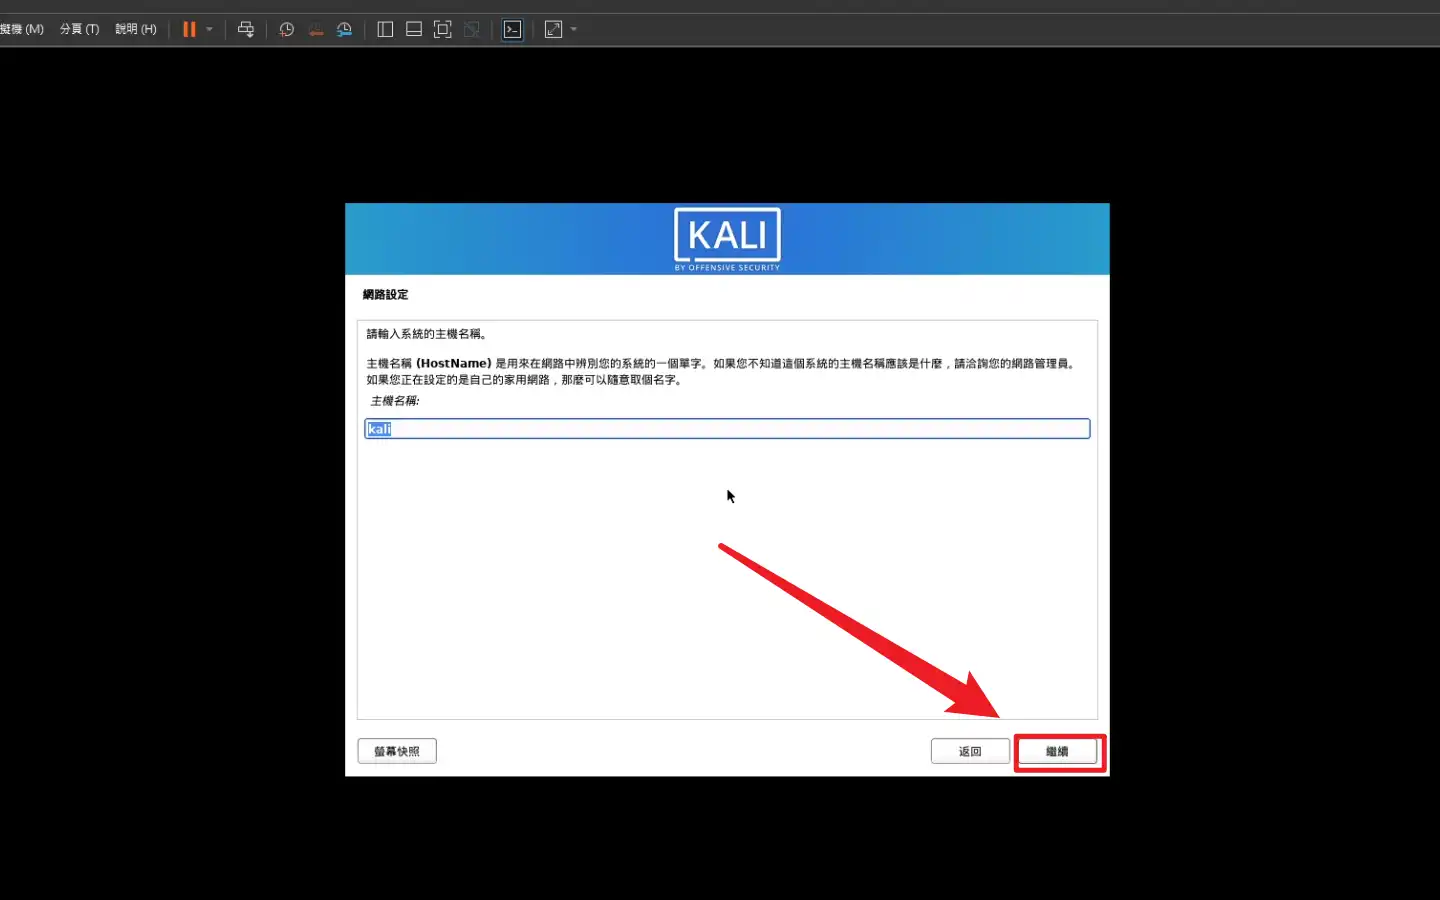 擬機 (M) 分頁 (T) 說明 (H)
KALI
BY OFFENSIVE SECURITY
網路設定
請輸入系統的主機名稱。
主機名稱 (HostName) 是用來在網路中辨別您的系統的一個單字。如果您不知道這個系統的主機名稱應該是什麼，請洽詢您的網路管理員。
如果您正在設定的是自己的家用網路，那麼可以隨意取個名字。
主機名稱:
kali
螢幕快照 返回 繼續